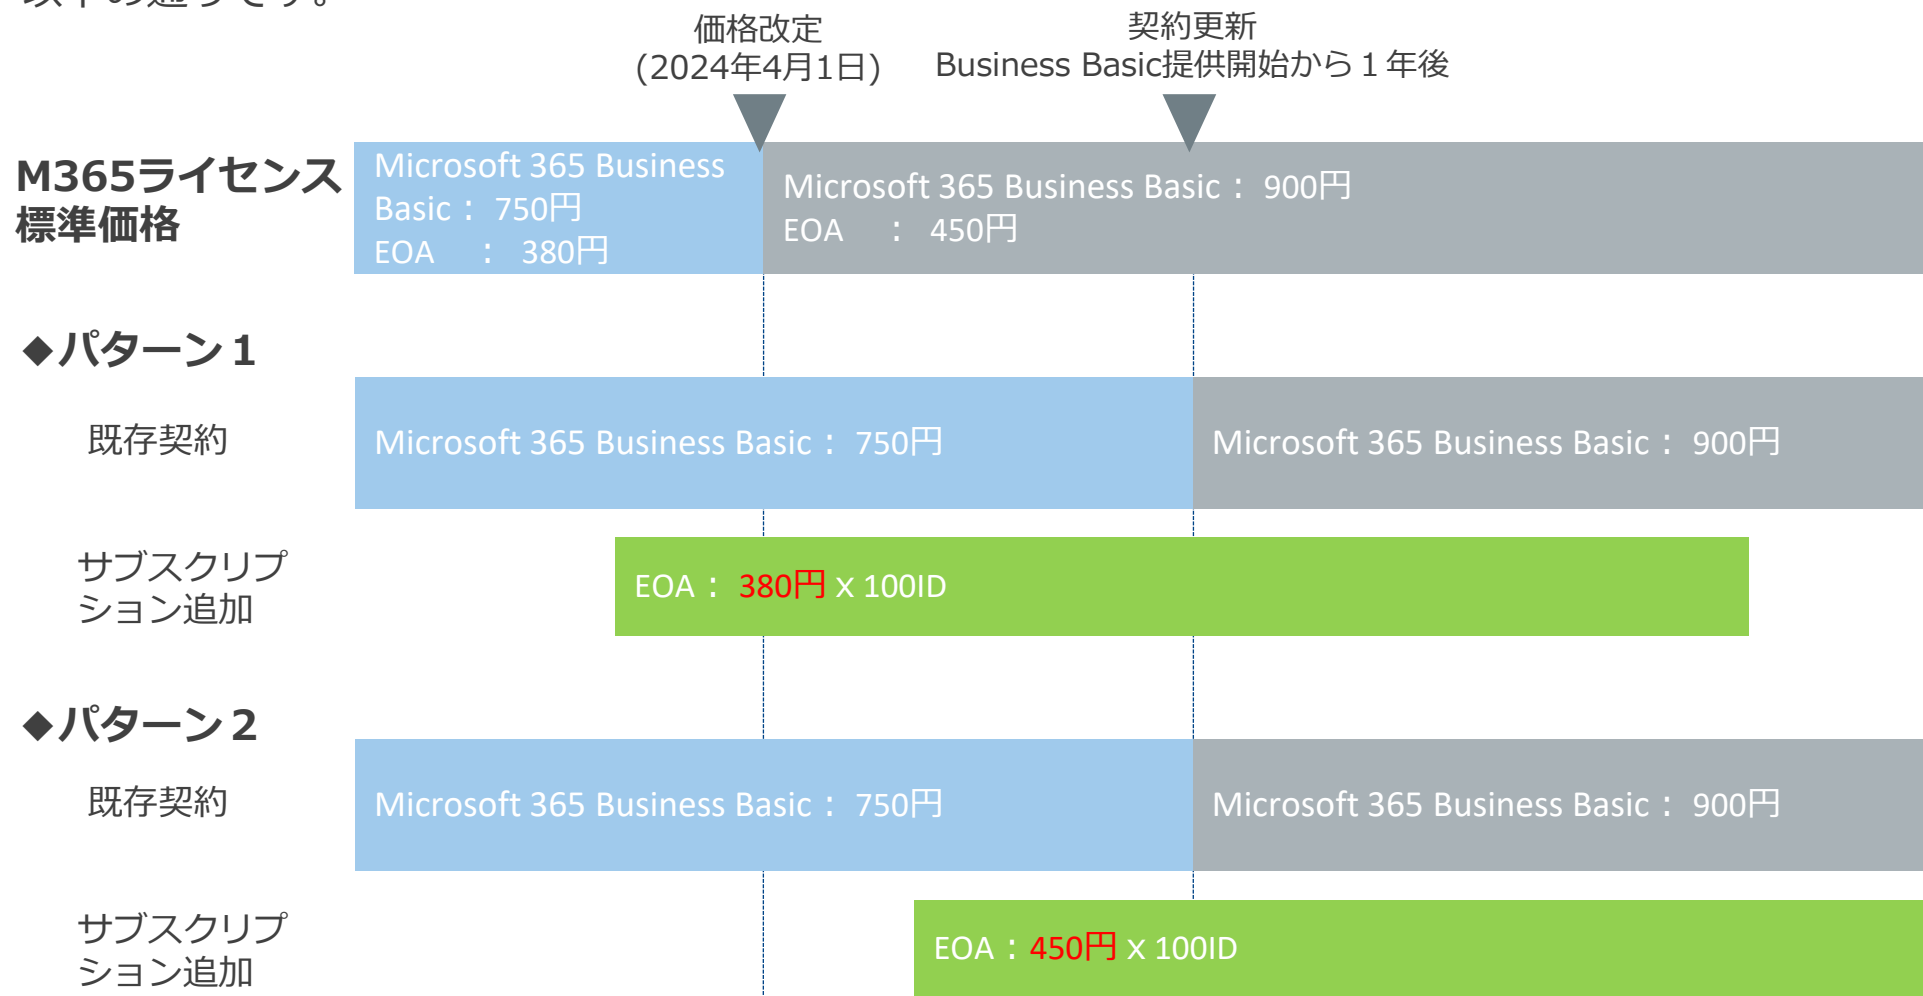 以下の通りです。
価格改定
(2024年4月1日)
契約更新
Business Basic提供開始から１年後
M365ライセンス
標準価格
Microsoft 365 Business
Basic： 750円
EOA ： 380円
Microsoft 365 Business Basic： 900円
EOA ： 450円
◆パターン１
既存契約
Microsoft 365 Business Basic： 750円
Microsoft 365 Business Basic： 900円
サブスクリプ
ション追加
EOA： 380円 x 100ID
◆パターン２
既存契約
Microsoft 365 Business Basic： 750円
Microsoft 365 Business Basic： 900円
サブスクリプ
ション追加
EOA：450円 x 100ID